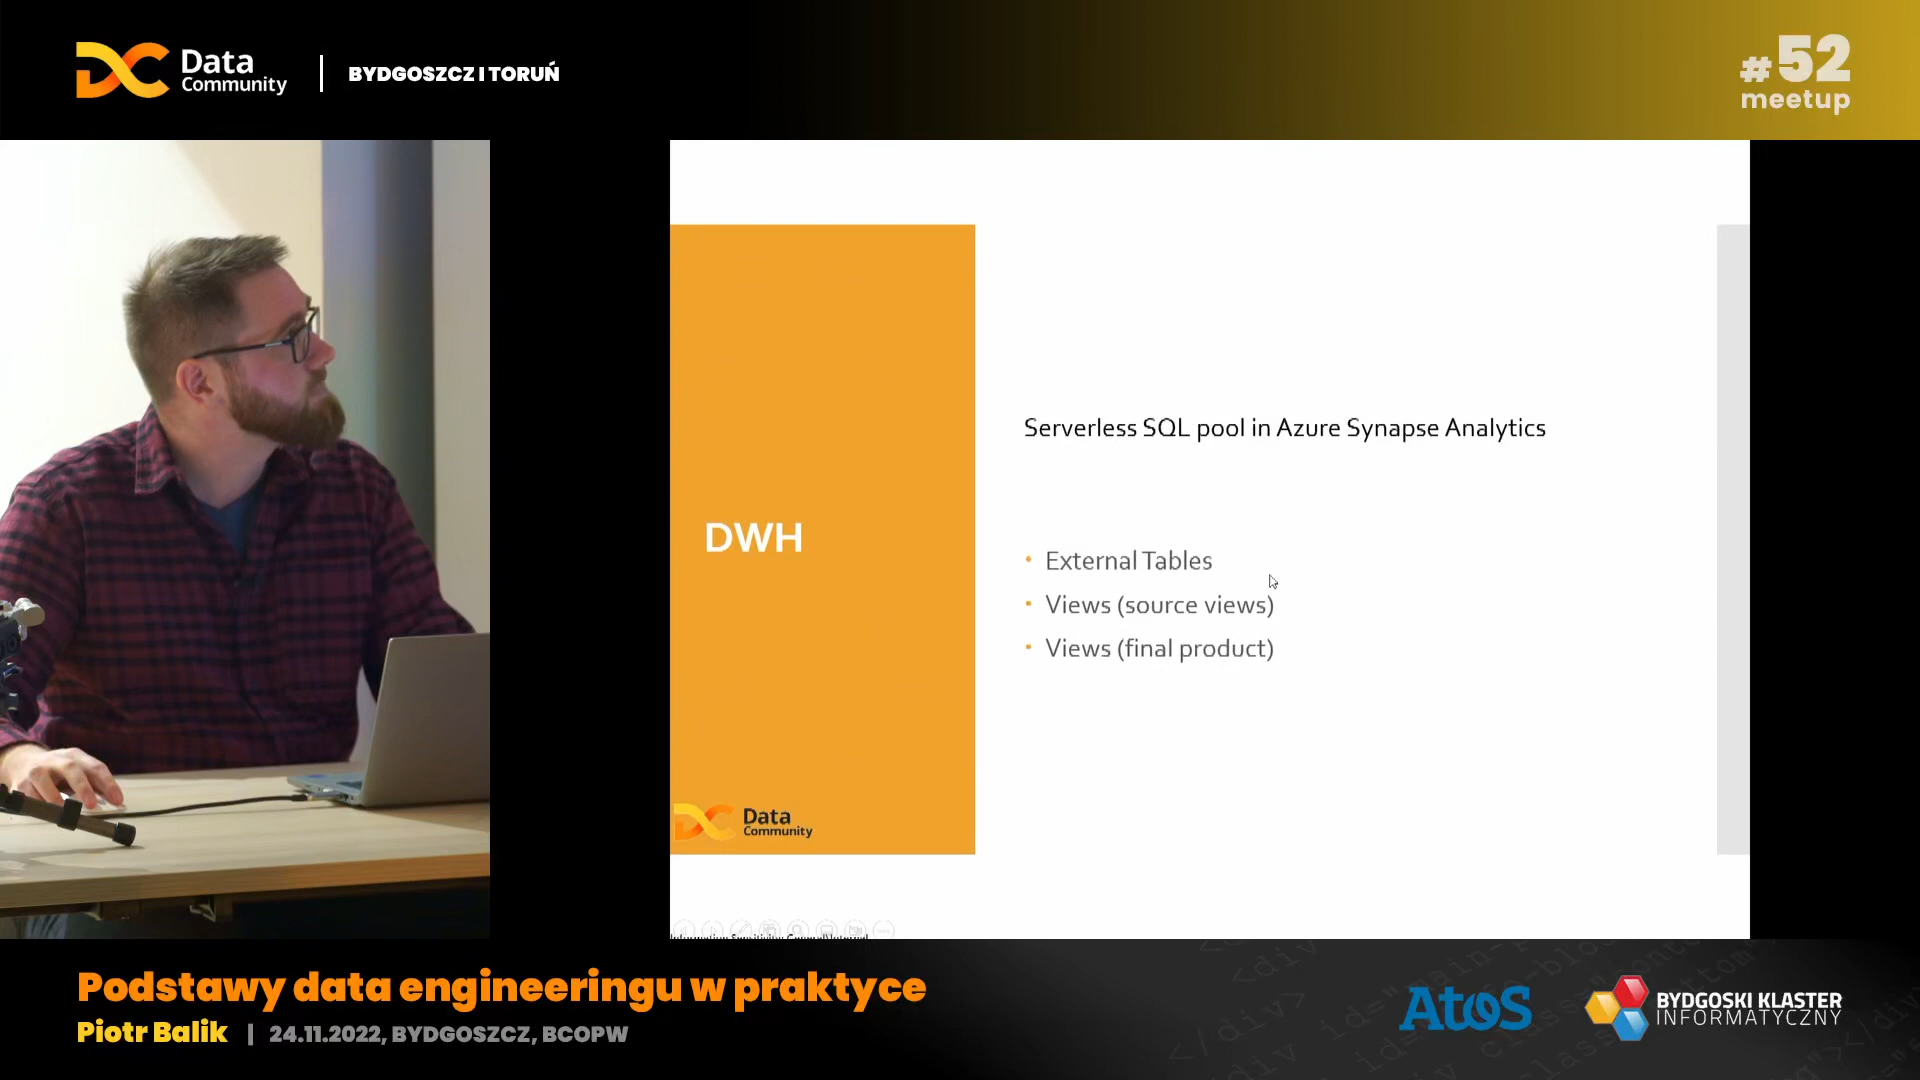 Data
Community
BYDGOSZCZ I TORUŃ
#52
meetup
Serverless SQL pool in Azure Synapse Analytics
DWH
• External Tables
• Views (source views)
• Views (final product)
Data
Community
Podstawy data engineeringu w praktyce
Piotr Balik | 24.11.2022, BYDGOSZCZ, BCOPW
Atos
BYDGOSKI KLASTER
INFORMATYCZNY